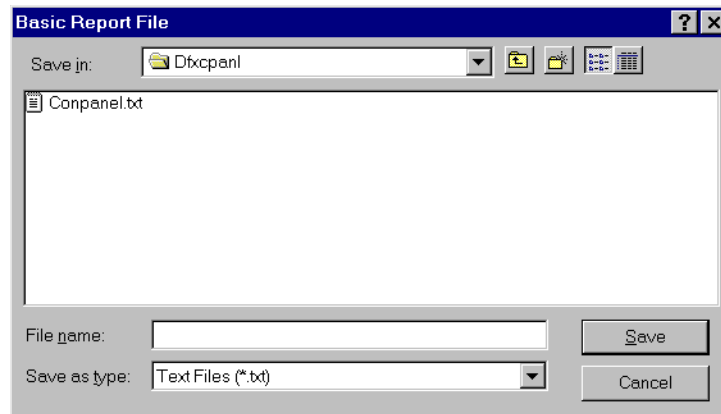 Basic Report File
Save in: Dfxcpanl
Conpanel.txt
File name: Save
Save as type: Text Files (*.txt) Cancel